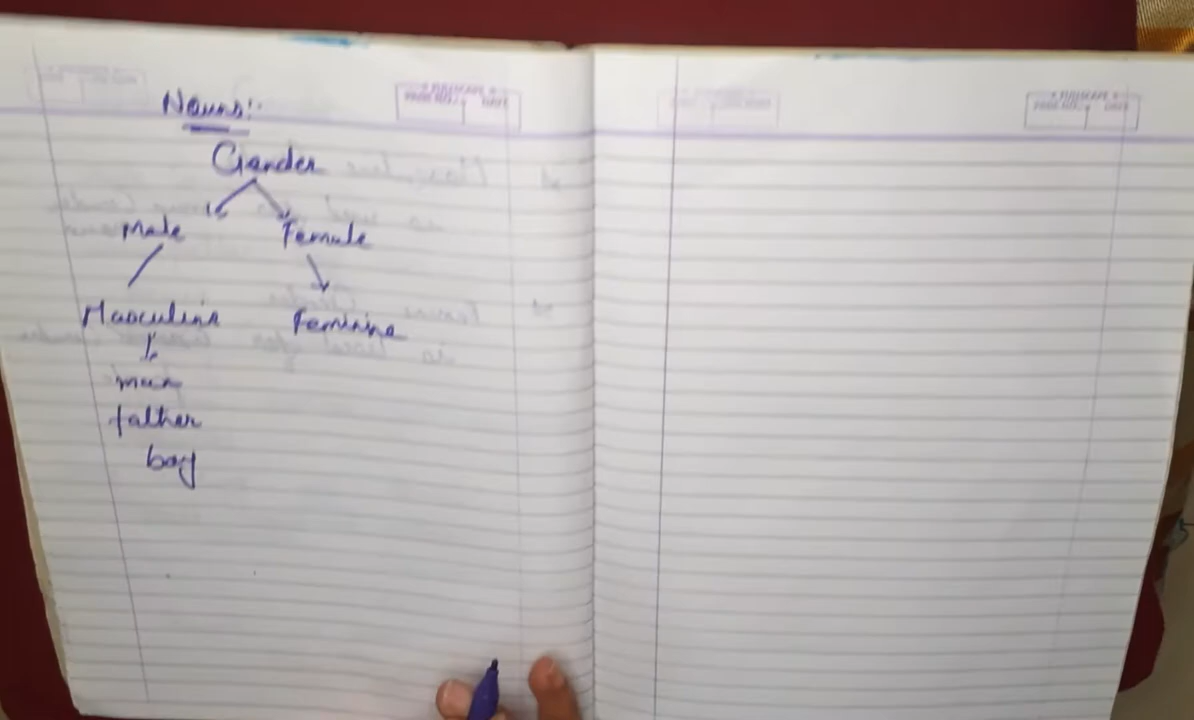 Nouns:-
Gender
Male Female
Masculine Feminine
man
father
boy